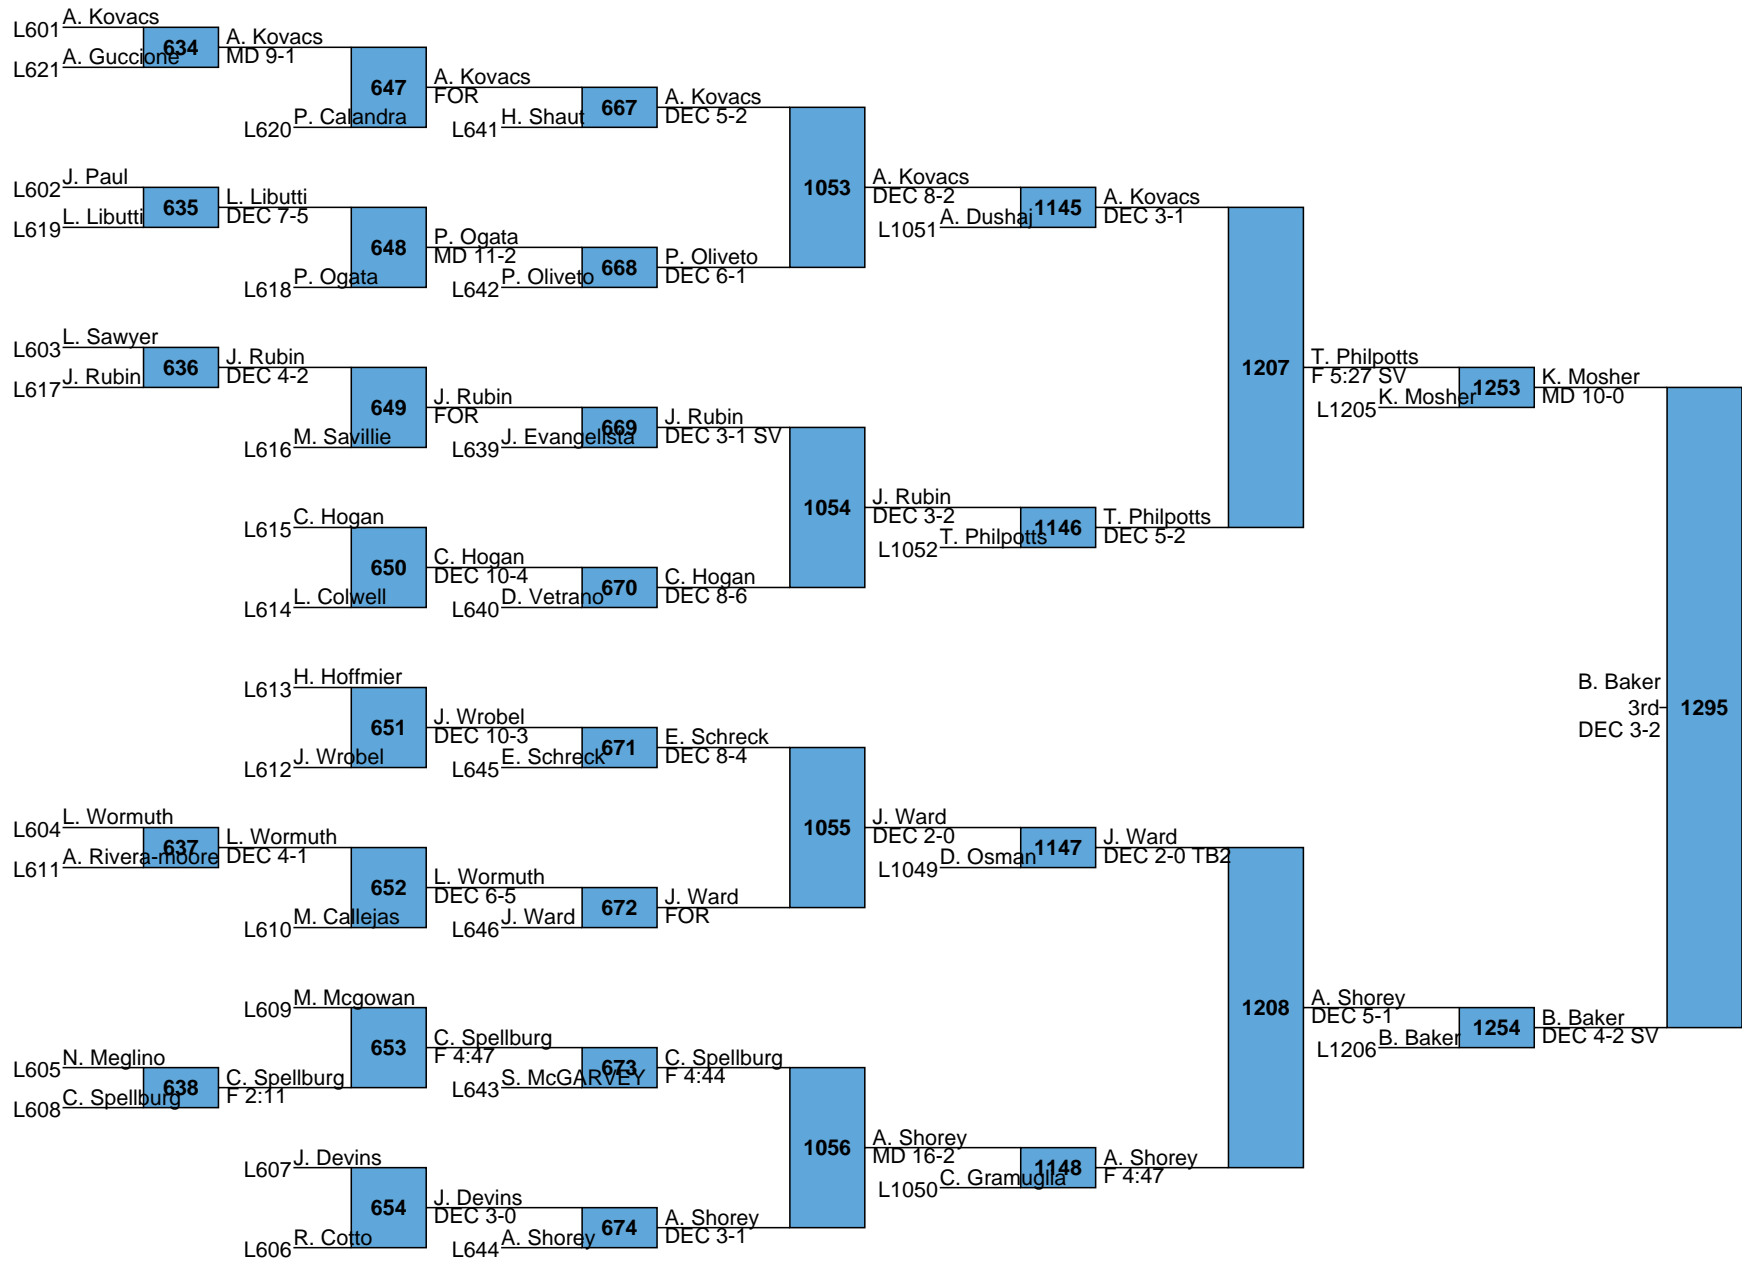 L601 A. Kovacs
L621 A. Guccione
634
A. Kovacs
MD 9-1
L620 P. Calandra
647
A. Kovacs
FOR
L641 H. Shaut
667
A. Kovacs
DEC 5-2
L602 J. Paul
L619 L. Libutti
635
L. Libutti
DEC 7-5
L618 P. Ogata
648
P. Ogata
MD 11-2
L642 P. Oliveto
668
P. Oliveto
DEC 6-1
1053
A. Kovacs
DEC 8-2
L1051 A. Dushaj
1145
A. Kovacs
DEC 3-1
L603 L. Sawyer
L617 J. Rubin
636
J. Rubin
DEC 4-2
L616 M. Savillie
649
J. Rubin
FOR
L639 J. Evangelista
669
J. Rubin
DEC 3-1 SV
L615 C. Hogan
L614 L. Colwell
650
C. Hogan
DEC 10-4
L640 D. Vetrano
670
C. Hogan
DEC 8-6
1054
J. Rubin
DEC 3-2
L1052 T. Philpotts
1146
T. Philpotts
DEC 5-2
1207
T. Philpotts
F 5:27 SV
L1205 K. Mosher
1253
K. Mosher
MD 10-0
L613 H. Hoffmier
L612 J. Wrobel
651
J. Wrobel
DEC 10-3
L645 E. Schreck
671
E. Schreck
DEC 8-4
L604 L. Wormuth
L611 A. Rivera-moore
637
L. Wormuth
DEC 4-1
L610 M. Callejas
652
L. Wormuth
DEC 6-5
L646 J. Ward
672
J. Ward
FOR
1055
J. Ward
DEC 2-0
L1049 D. Osman
1147
J. Ward
DEC 2-0 TB2
L609 M. Mcgowan
L605 N. Meglino
L608 C. Spellburg
638
C. Spellburg
F 2:11
653
C. Spellburg
F 4:47
L643 S. McGARVEY
673
C. Spellburg
F 4:44
L607 J. Devins
L606 R. Cotto
654
J. Devins
DEC 3-0
L644 A. Shorey
674
A. Shorey
DEC 3-1
1056
A. Shorey
MD 16-2
L1050 C. Gramuglia
1148
A. Shorey
F 4:47
1208
A. Shorey
DEC 5-1
L1206 B. Baker
1254
B. Baker
DEC 4-2 SV
B. Baker
3rd
DEC 3-2
1295